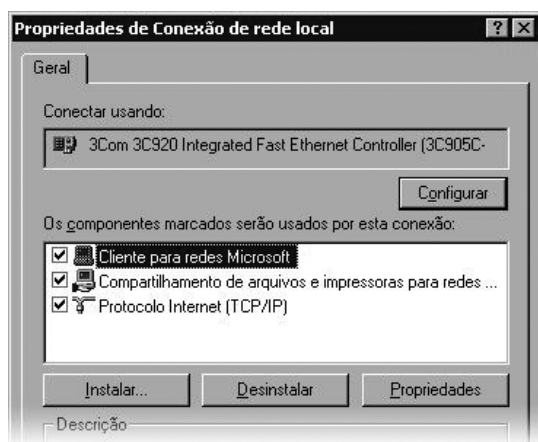 Propriedades de Conexão de rede local
Geral
Conectar usando:
3Com 3C920 Integrated Fast Ethernet Controller (3C905C-
Configurar
Os componentes marcados serão usados por esta conexão:
Cliente para redes Microsoft
Compartilhamento de arquivos e impressoras para redes ...
Protocolo Internet (TCP/IP)
Instalar... Desinstalar Propriedades
Descrição